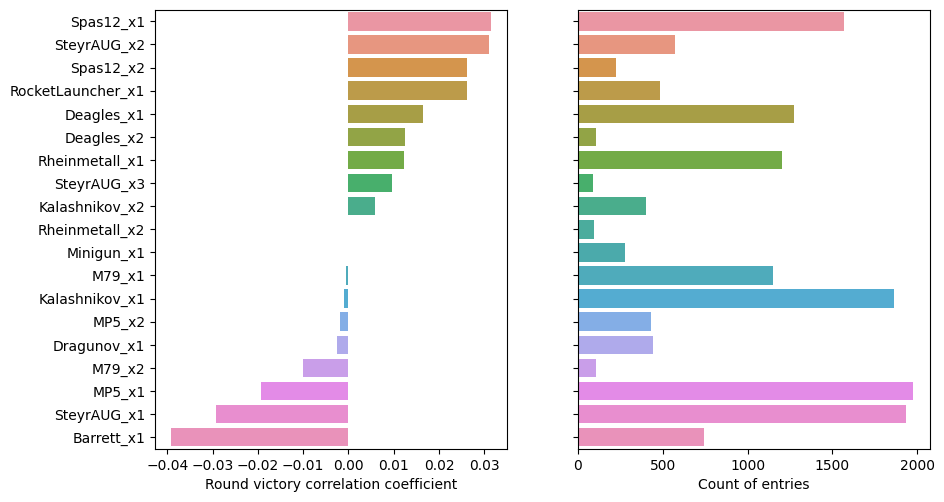 Spas12_x1
SteyrAUG_x2
Spas12_x2
RocketLauncher_x1
Deagles_x1
Deagles_x2
Rheinmetall_x1
SteyrAUG_x3
Kalashnikov_x2
Rheinmetall_x2
Minigun_x1
M79_x1
Kalashnikov_x1
MP5_x2
Dragunov_x1
M79_x2
MP5_x1
SteyrAUG_x1
Barrett_x1
−0.04 −0.03 −0.02 −0.01 0.00 0.01 0.02 0.03
Round victory correlation coefficient
0 500 1000 1500 2000
Count of entries